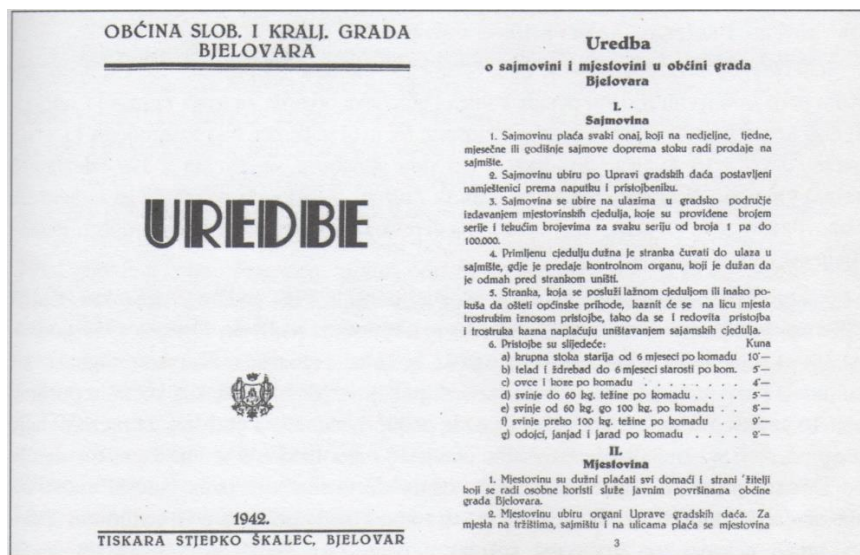 OBĆINA SLOB. I KRALJ. GRADA
BJELOVARA
UREDBE
1942.
TISKARA STJEPKO ŠKALEC, BJELOVAR
Uredba
o sajmovini i mjestovini u obćini grada
Bjelovara
I.
Sajmovina
1. Sajmovinu plaća svaki onaj, koji na nedjeljne, tjedne,
mjesečne ili godišnje sajmove doprema stoku radi prodaje na
sajmište.
2. Sajmovinu ubiru po Upravi gradskih daća postavljeni
namještenici prema naputku i pristojbeniku.
3. Sajmovina se ubire na ulazima u gradsko područje
izdavanjem mjestovinskih cjedulja, koje su providene brojem
serije i tekućim brojevima za svaku seriju od broja 1 pa do
100.000.
4. Primljenu cjedulju dužna je stranka čuvati do ulaza u
sajmište, gdje je predaje kontrolnom organu, koji je dužan da
je odmah pred strankom uništi.
5. Stranka, koja se posluži lažnom cjeduljom ili inako po-
kuša da ošteti općinske prihode, kaznit će se na licu mjesta
trostrukim iznosom pristojbe, tako da se i redovita pristojba
i trostruka kazna naplaćuju uništavanjem sajamskih cjedulja.
6. Pristojbe su slijedeće: Kuna
a) krupna stoka starija od 6 mjeseci po komadu 10'—
b) telad i ždrebad do 6 mjeseci starosti po kom. 5'—
c) ovce i koze po komadu . . . . . . . 4'—
d) svinje do 60 kg. težine po komadu . . . . 5'—
e) svinje od 60 kg. go 100 kg. po komadu . . 8'—
f) svinje preko 100 kg. težine po komadu . . 9'—
g) odojci, janjad i jarad po komadu . . . . 2'—
II.
Mjestovina
1. Mjestovinu su dužni plaćati svi domaći i strani žitelji
koji se radi osobne koristi služe javnim površinama obćine
grada Bjelovara.
2. Mjestovinu ubiru organi Uprave gradskih daća. Za
mjesta na tržištima, sajmištu i na ulicama plaća se mjestovina
3